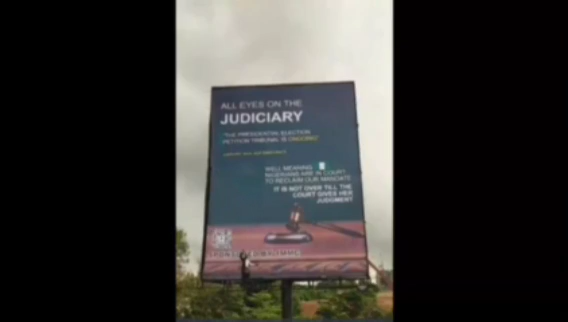 ALL EYES ON THE
JUDICIARY
"THE PRESIDENTIAL ELECTION
PETITION TRIBUNAL IS ONGOING"
WELL MEANING
NIGERIANS ARE IN COURT
TO RECLAIM OUR MANDATE
IT IS NOT OVER TILL THE
COURT GIVES HER
JUDGMENT